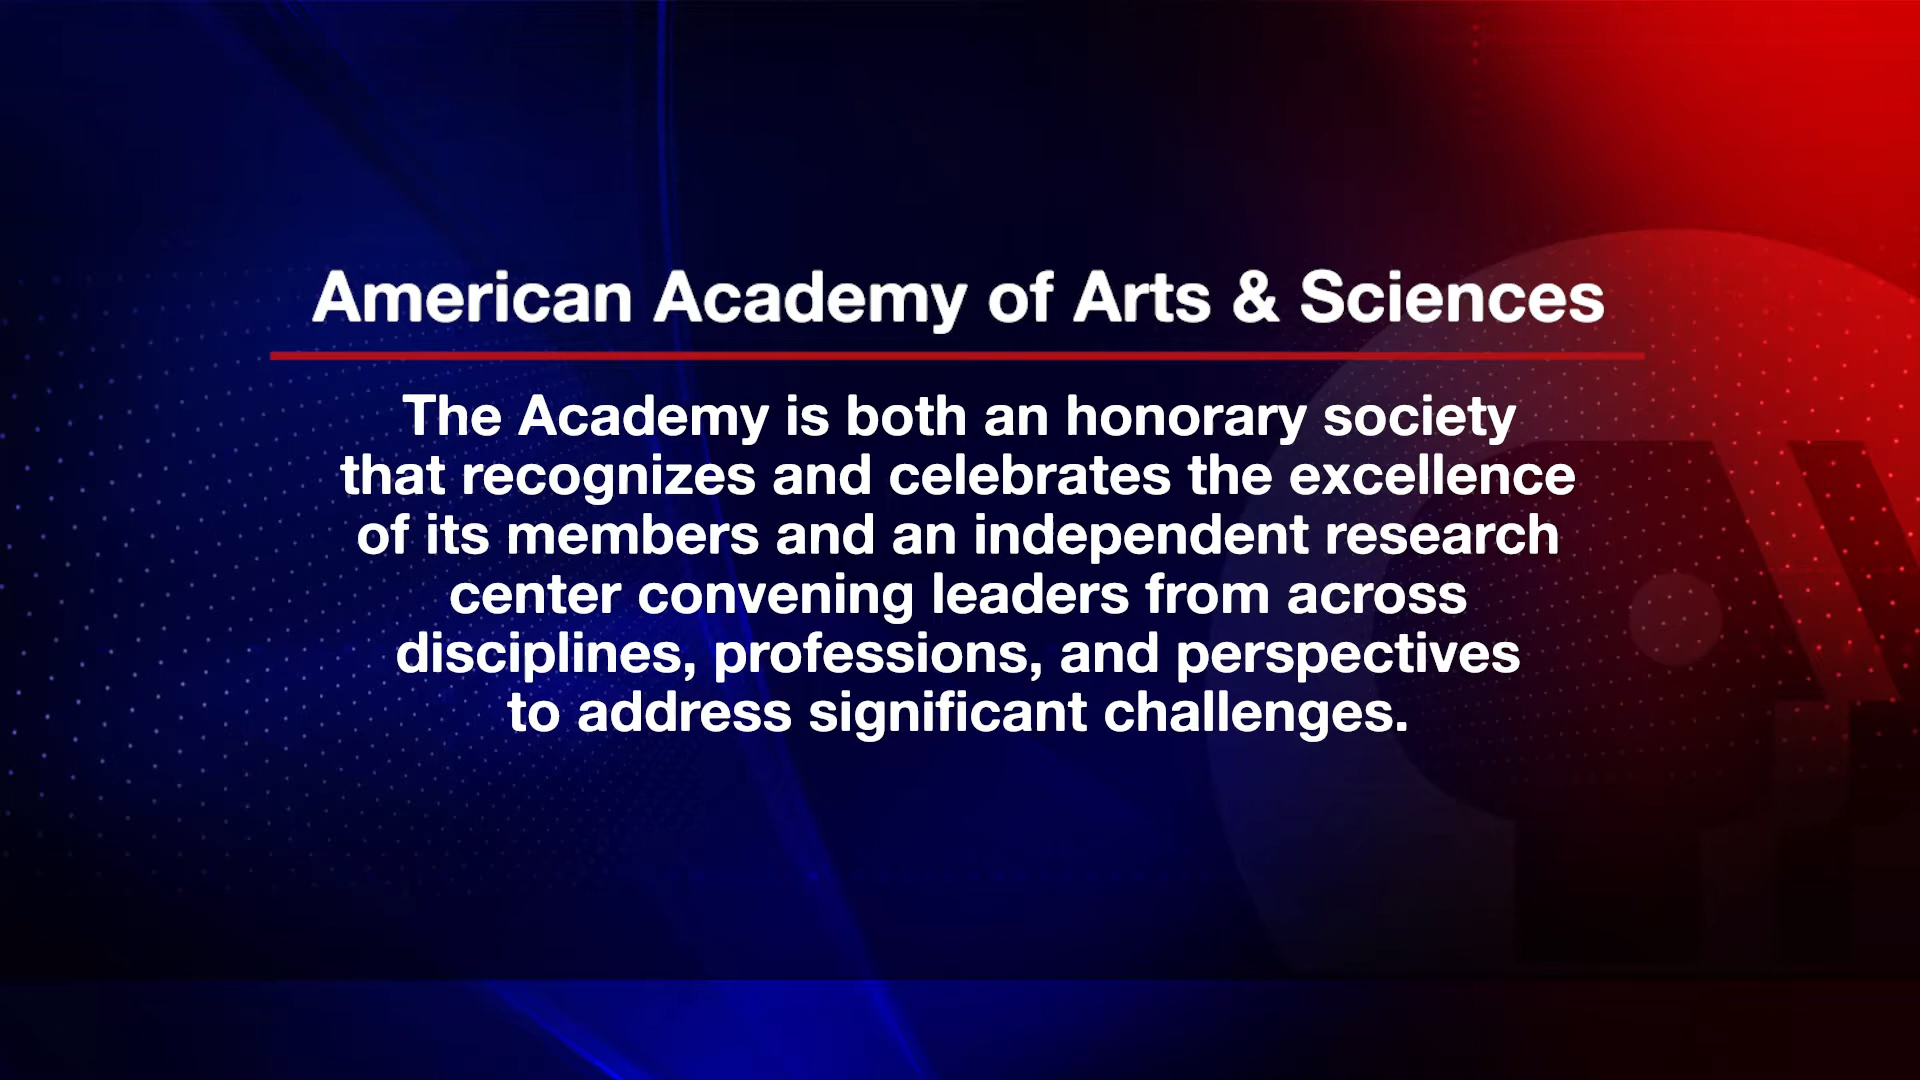 American Academy of Arts & Sciences
The Academy is both an honorary society
that recognizes and celebrates the excellence
of its members and an independent research
center convening leaders from across
disciplines, professions, and perspectives
to address significant challenges.